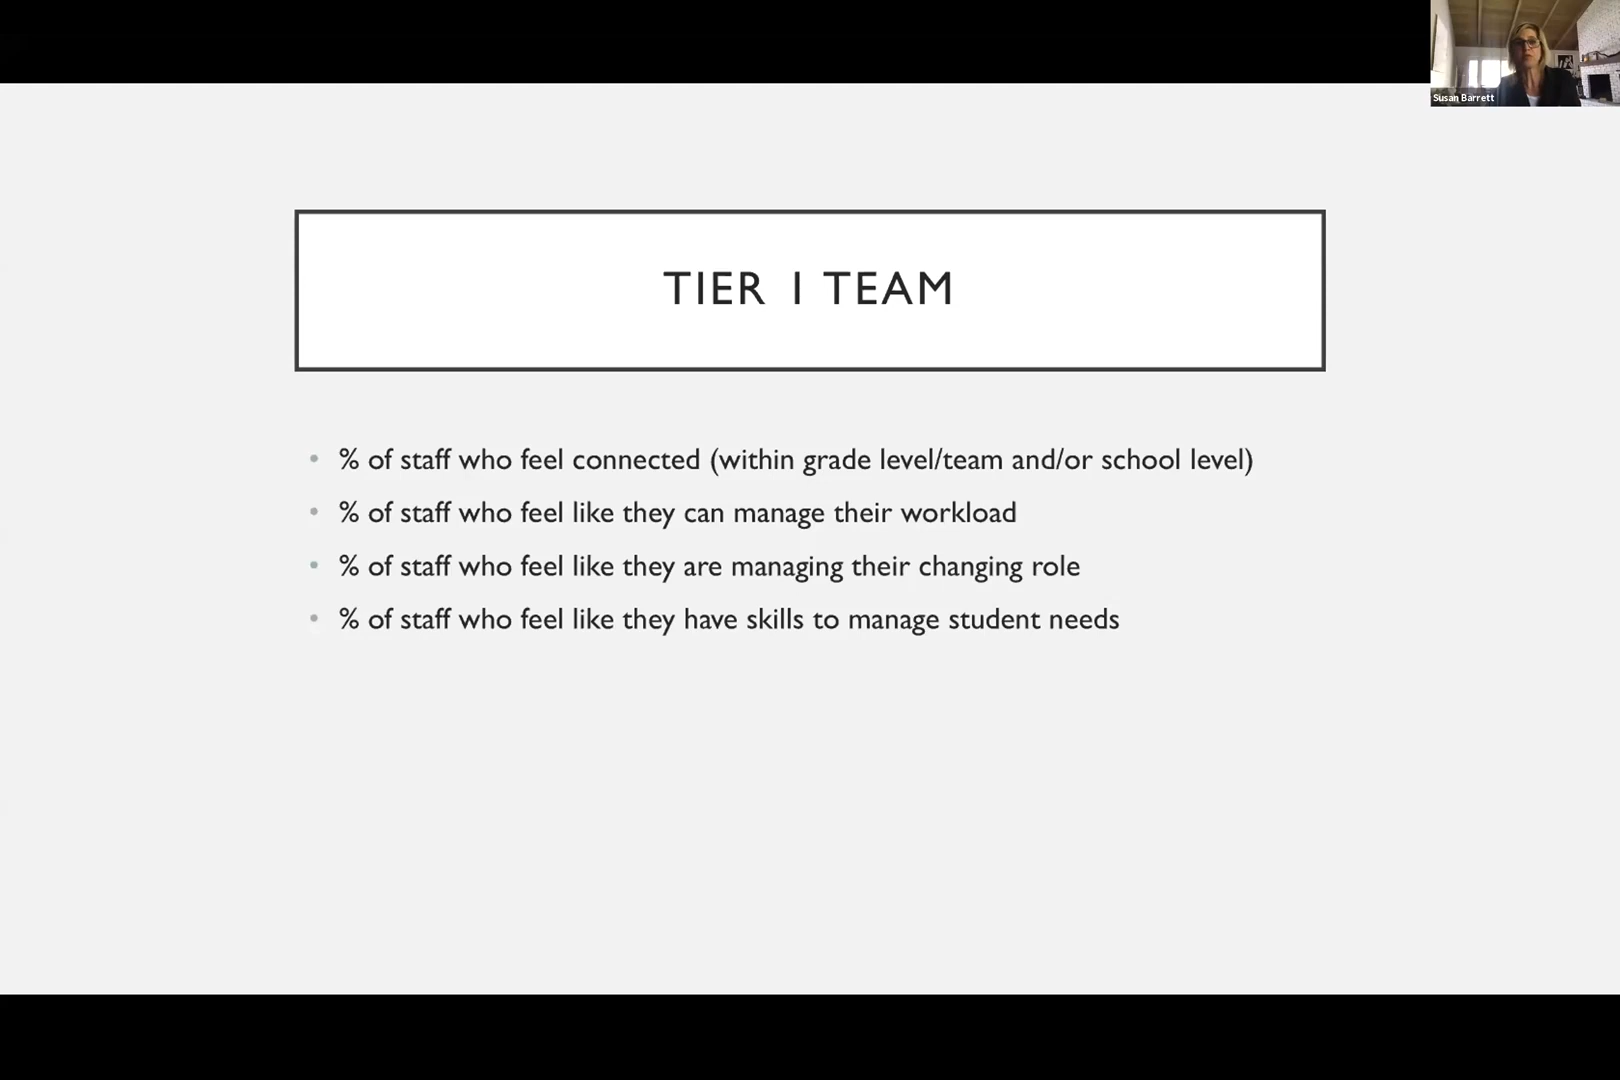 Susan Barrett
TIER 1 TEAM
• % of staff who feel connected (within grade level/team and/or school level)
• % of staff who feel like they can manage their workload
• % of staff who feel like they are managing their changing role
• % of staff who feel like they have skills to manage student needs